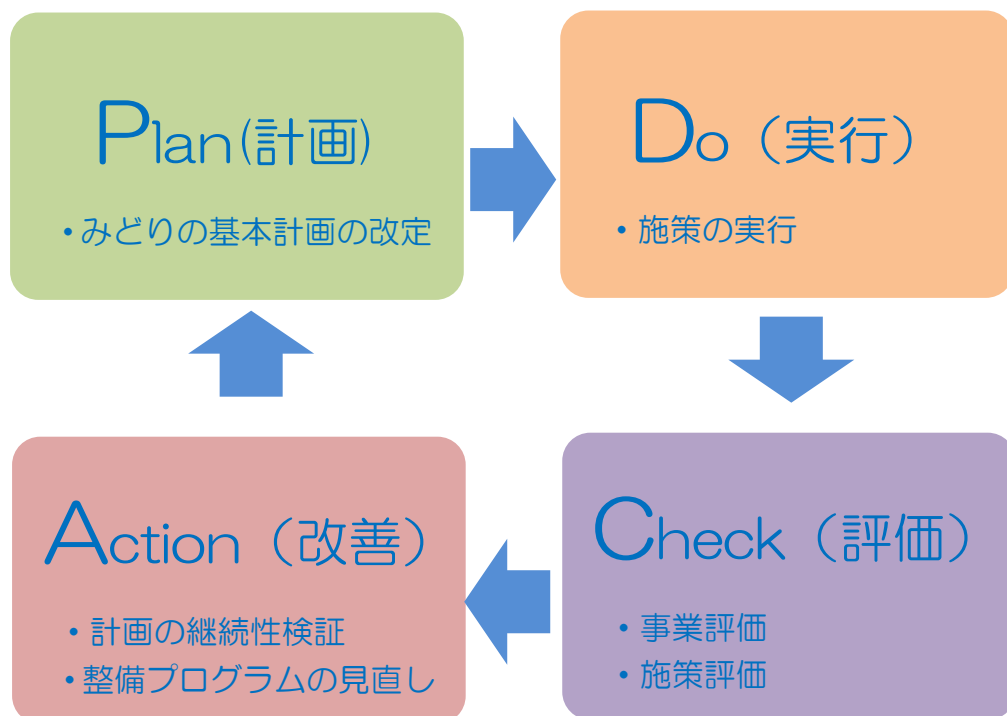 Plan(計画)
・みどりの基本計画の改定
Do（実行）
・施策の実行
Action（改善）
・計画の継続性検証
・整備プログラムの見直し
Check（評価）
・事業評価
・施策評価